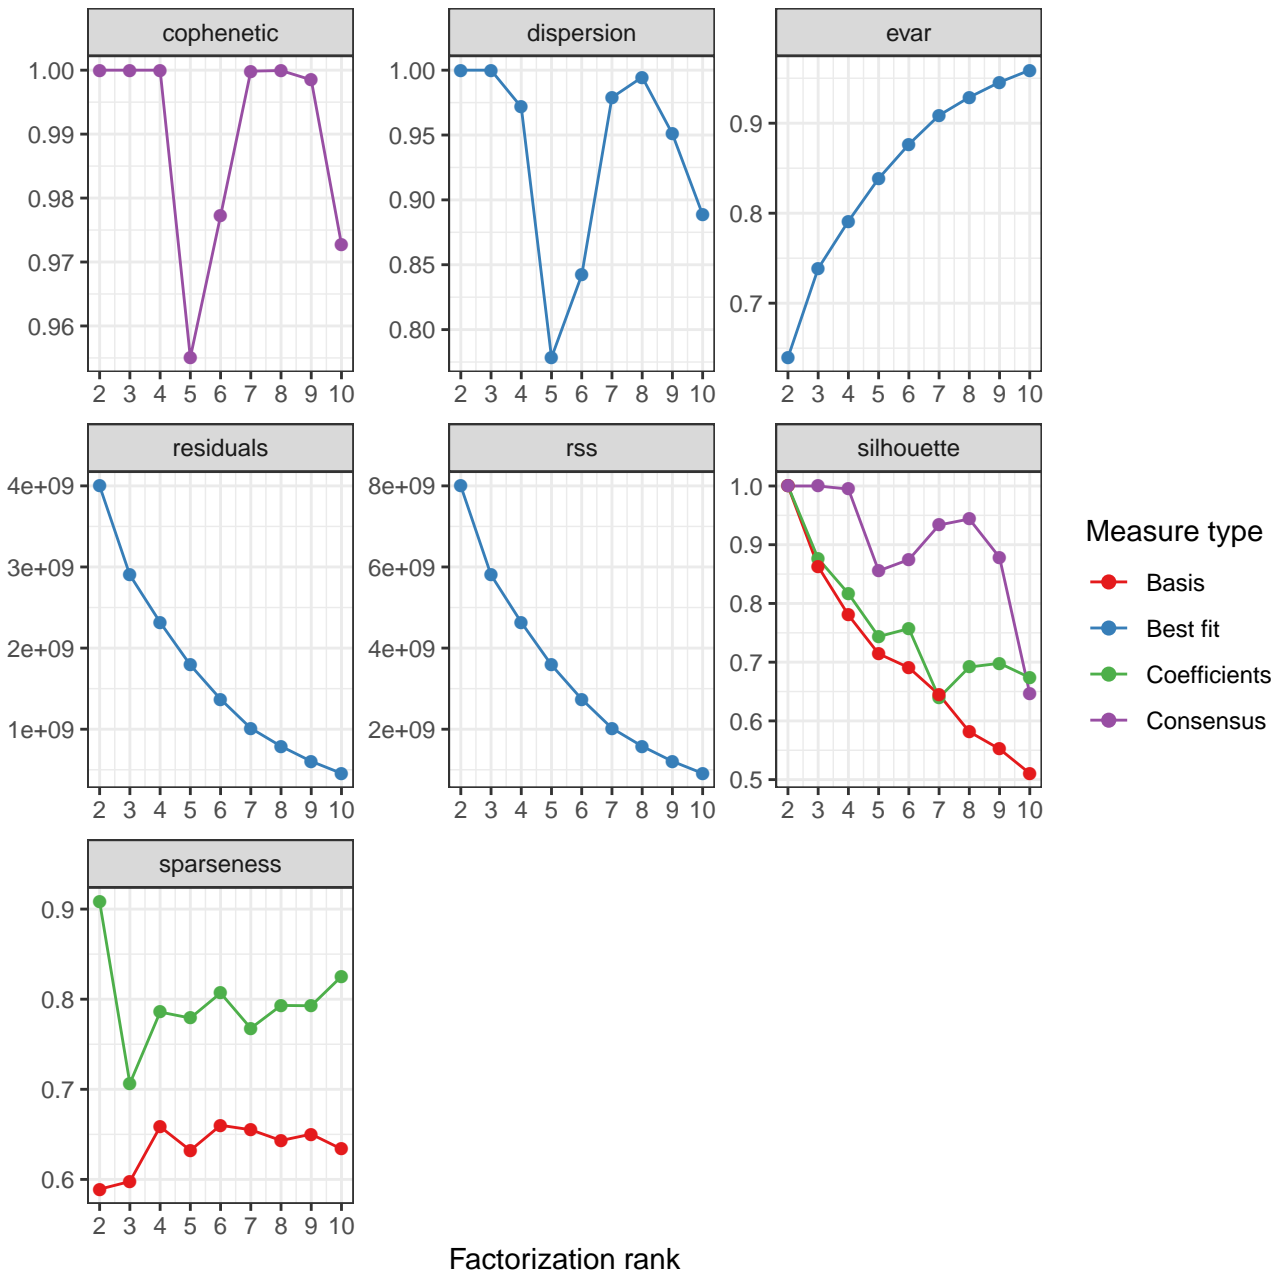 cophenetic
dispersion
evar
1.00
0.99
0.98
0.97
0.96
1.00
0.95
0.90
0.85
0.80
0.9
0.8
0.7
2 3 4 5 6 7 8 9 10
2 3 4 5 6 7 8 9 10
2 3 4 5 6 7 8 9 10
residuals
rss
silhouette
4e+09
3e+09
2e+09
1e+09
8e+09
6e+09
4e+09
2e+09
1.0
0.9
0.8
0.7
0.6
0.5
2 3 4 5 6 7 8 9 10
2 3 4 5 6 7 8 9 10
2 3 4 5 6 7 8 9 10
Measure type
Basis
Best fit
Coefficients
Consensus
sparseness
0.9
0.8
0.7
0.6
2 3 4 5 6 7 8 9 10
Factorization rank